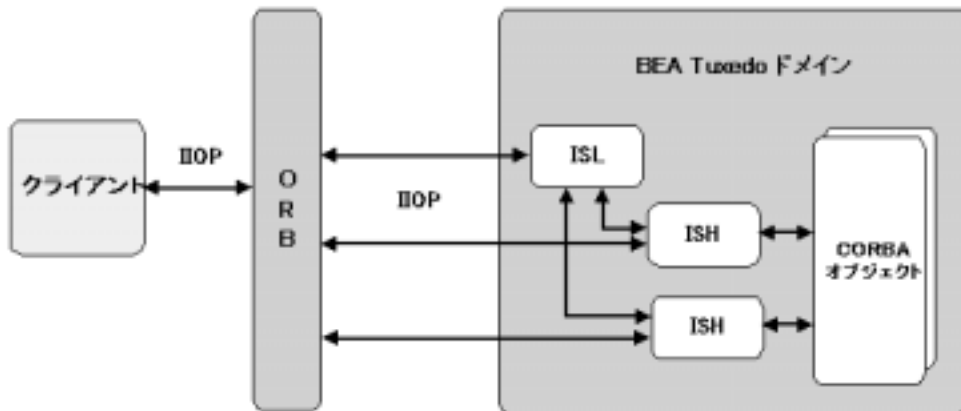 BEA Tuxedo ドメイン
クライアント
IIOP
O
R
B
IIOP
ISL
ISH
ISH
CORBA
オブジェクト